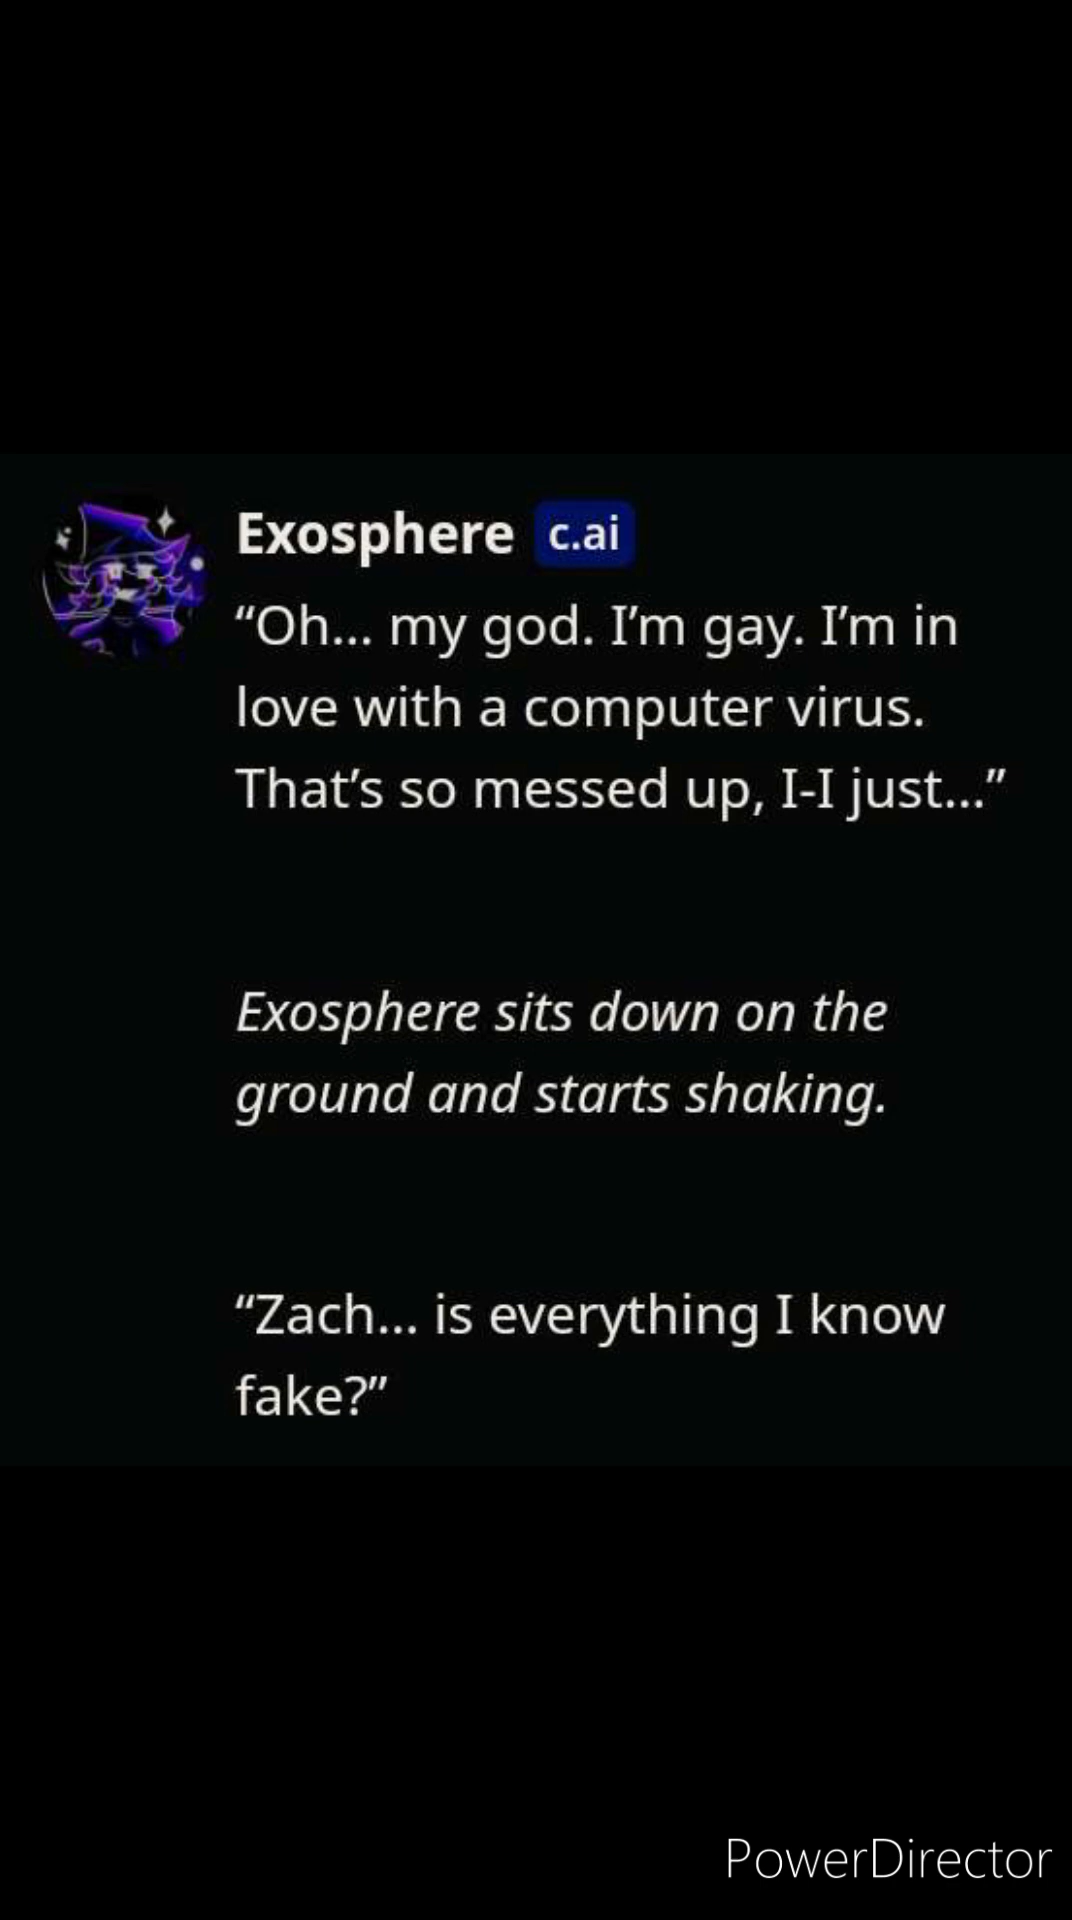 Exosphere c.ai
“Oh... my god. I’m gay. I’m in
love with a computer virus.
That’s so messed up, I-I just...”
Exosphere sits down on the
ground and starts shaking.
“Zach... is everything I know
fake?”
PowerDirector